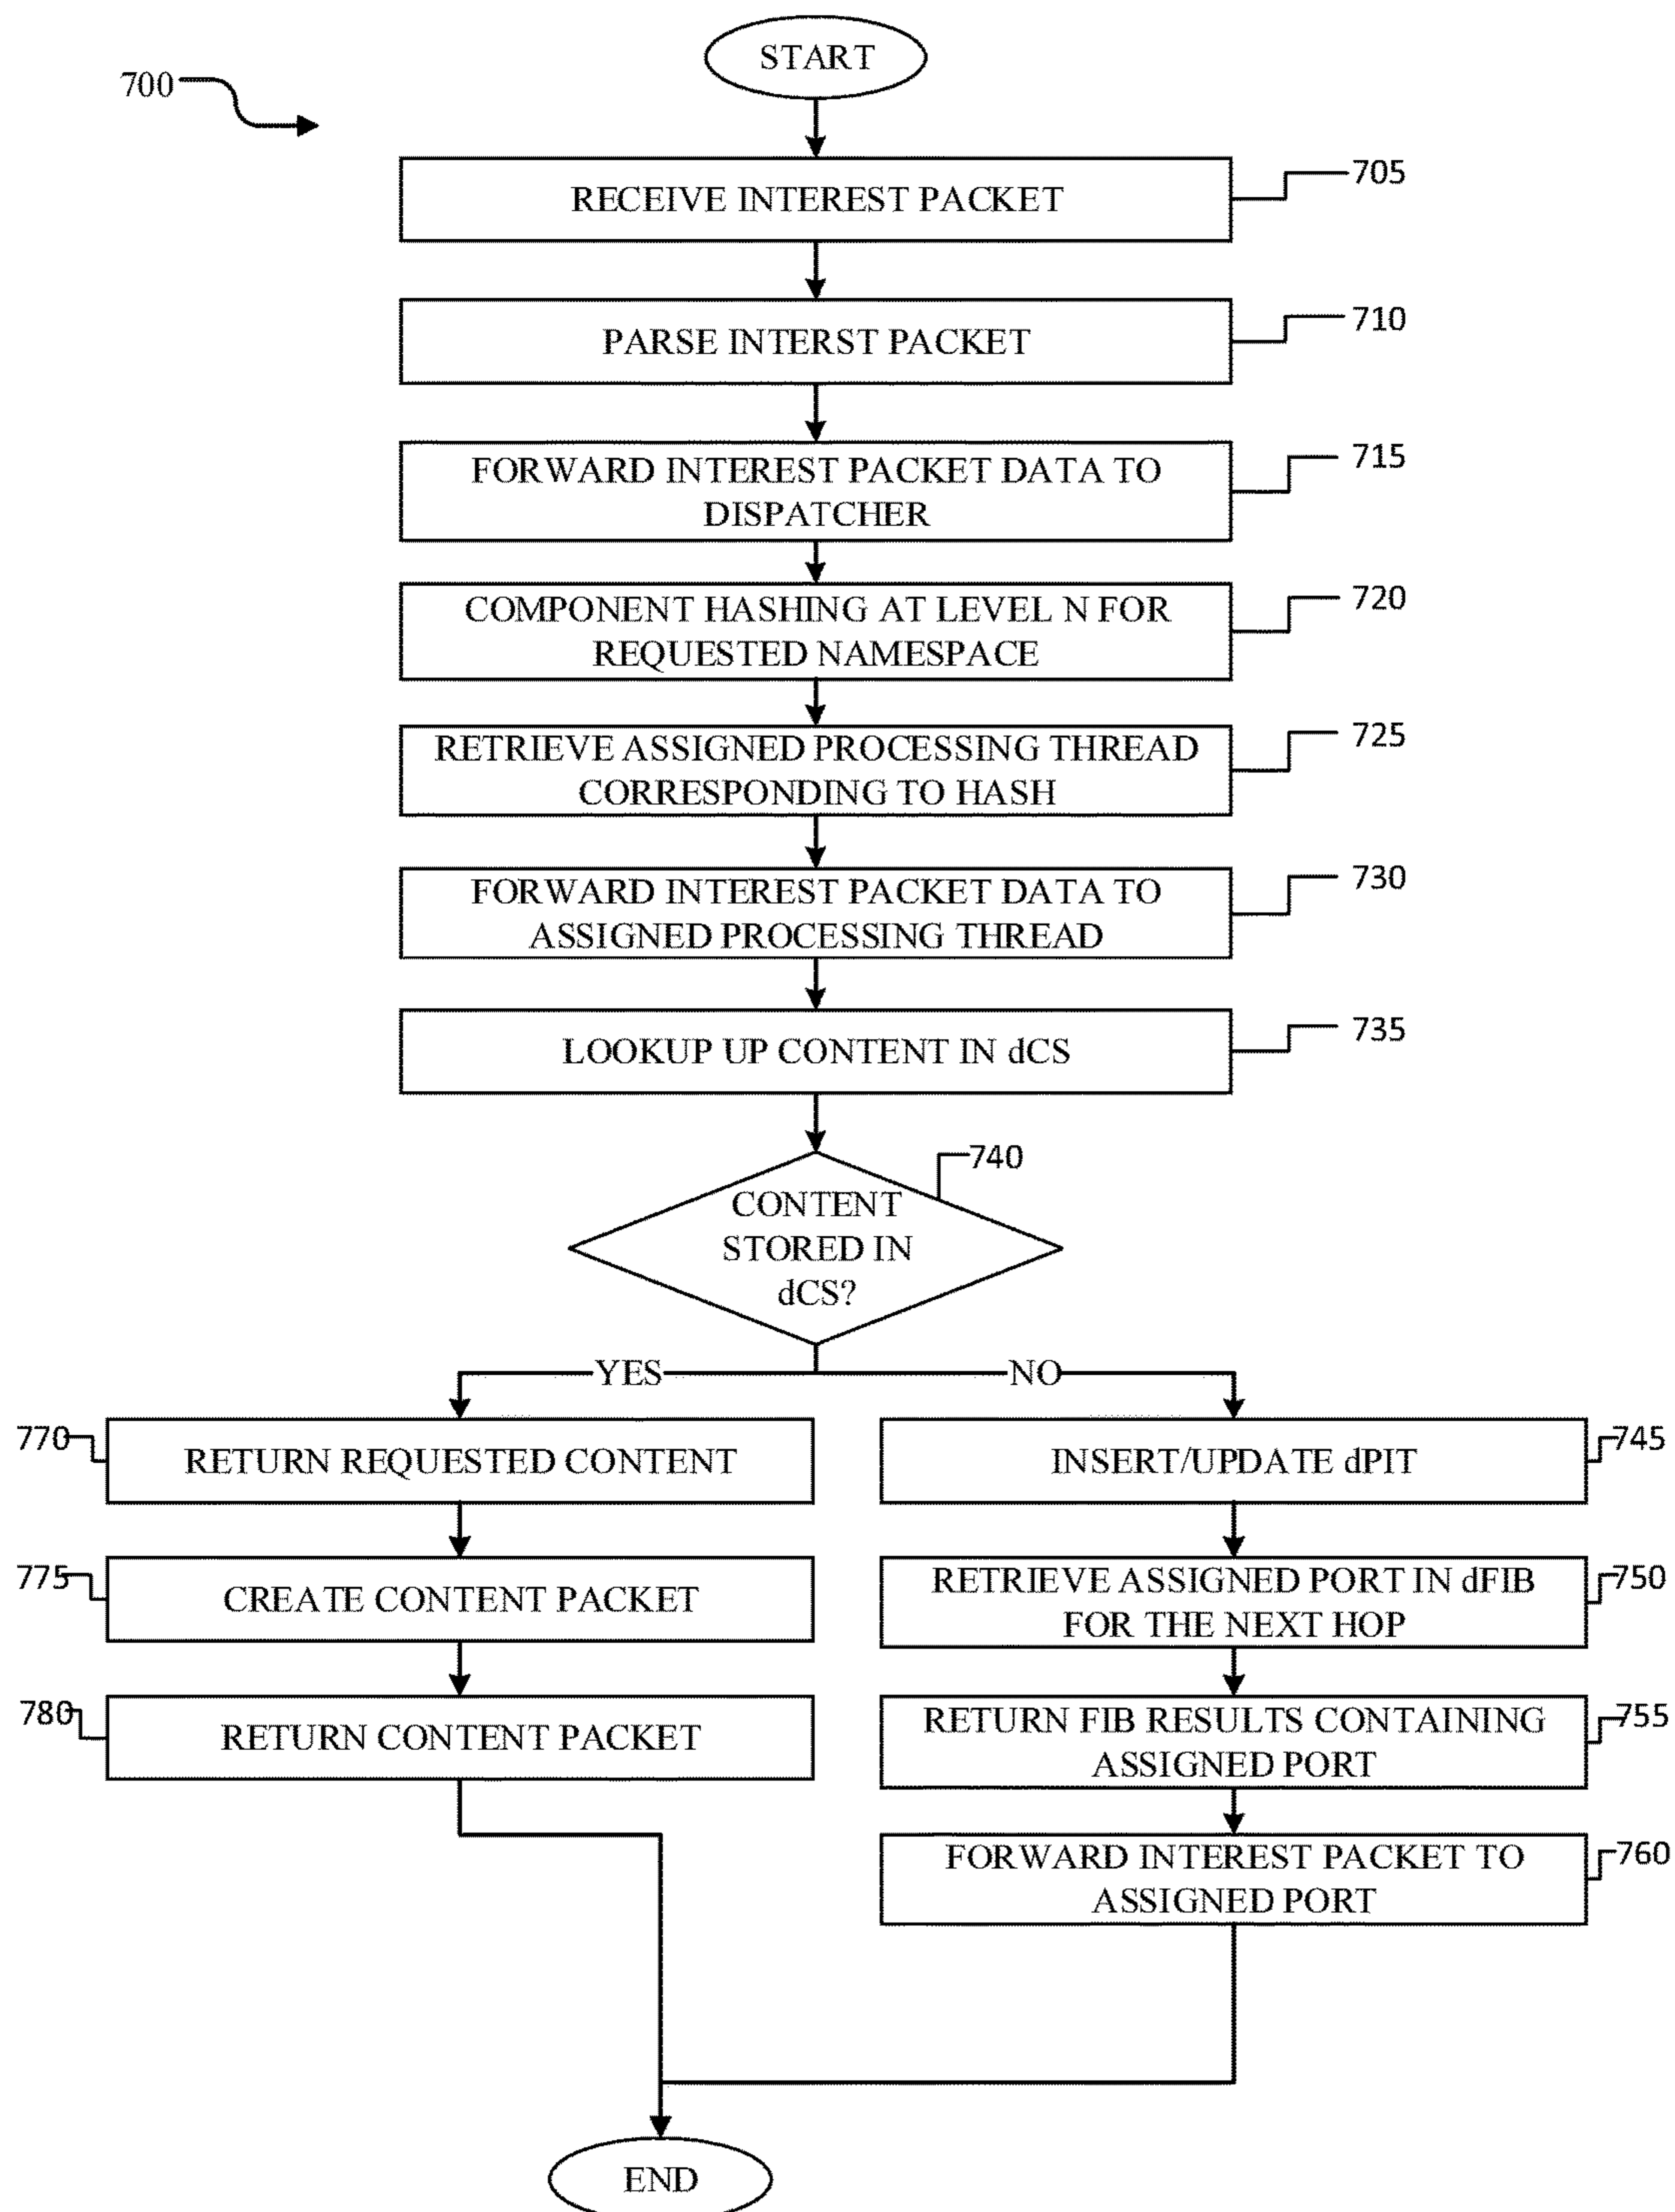 START
700
RECEIVE INTEREST PACKET
705
PARSE INTERST PACKET
710
FORWARD INTEREST PACKET DATA TO
DISPATCHER
715
COMPONENT HASHING AT LEVEL N FOR
REQUESTED NAMESPACE
720
RETRIEVE ASSIGNED PROCESSING THREAD
CORRESPONDING TO HASH
725
FORWARD INTEREST PACKET DATA TO
ASSIGNED PROCESSING THREAD
730
LOOKUP UP CONTENT IN dCS
735
740
CONTENT
STORED IN
dCS?
YES
NO
770
RETURN REQUESTED CONTENT
775
CREATE CONTENT PACKET
780
RETURN CONTENT PACKET
INSERT/UPDATE dPIT
745
RETRIEVE ASSIGNED PORT IN dFIB
FOR THE NEXT HOP
750
RETURN FIB RESULTS CONTAINING
ASSIGNED PORT
755
FORWARD INTEREST PACKET TO
ASSIGNED PORT
760
END